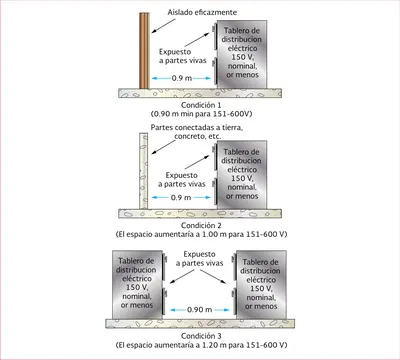 Aislado eficazmente
Tablero de
distribucion
eléctrico
150 V,
nominal,
or menos
Expuesto
a partes vivas
0.9 m
Condición 1
(0.90 m min para 151-600V)
Partes conectadas a tierra,
concreto, etc.
Tablero de
distribucion
eléctrico
150 V,
nominal,
or menos
Expuesto
a partes vivas
0.9 m
Condición 2
(El espacio aumentaría a 1.00 m para 151-600 V)
Tablero de
distribucion
eléctrico
150 V,
nominal,
or menos
Expuesto
a partes vivas
0.90 m
Tablero de
distribucion
eléctrico
150 V,
nominal,
or menos
Condición 3
(El espacio aumentaría a 1.20 m para 151-600 V)